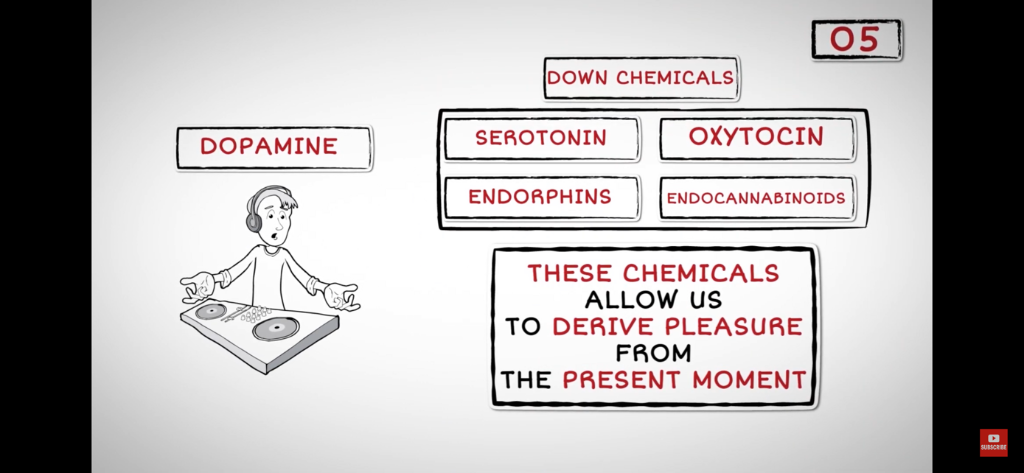 05
DOWN CHEMICALS
DOPAMINE
SEROTONIN
OXYTOCIN
ENDORPHINS
ENDOCANNABINOIDS
THESE CHEMICALS
ALLOW US
TO DERIVE PLEASURE
FROM
THE PRESENT MOMENT
SUBSCRIBE